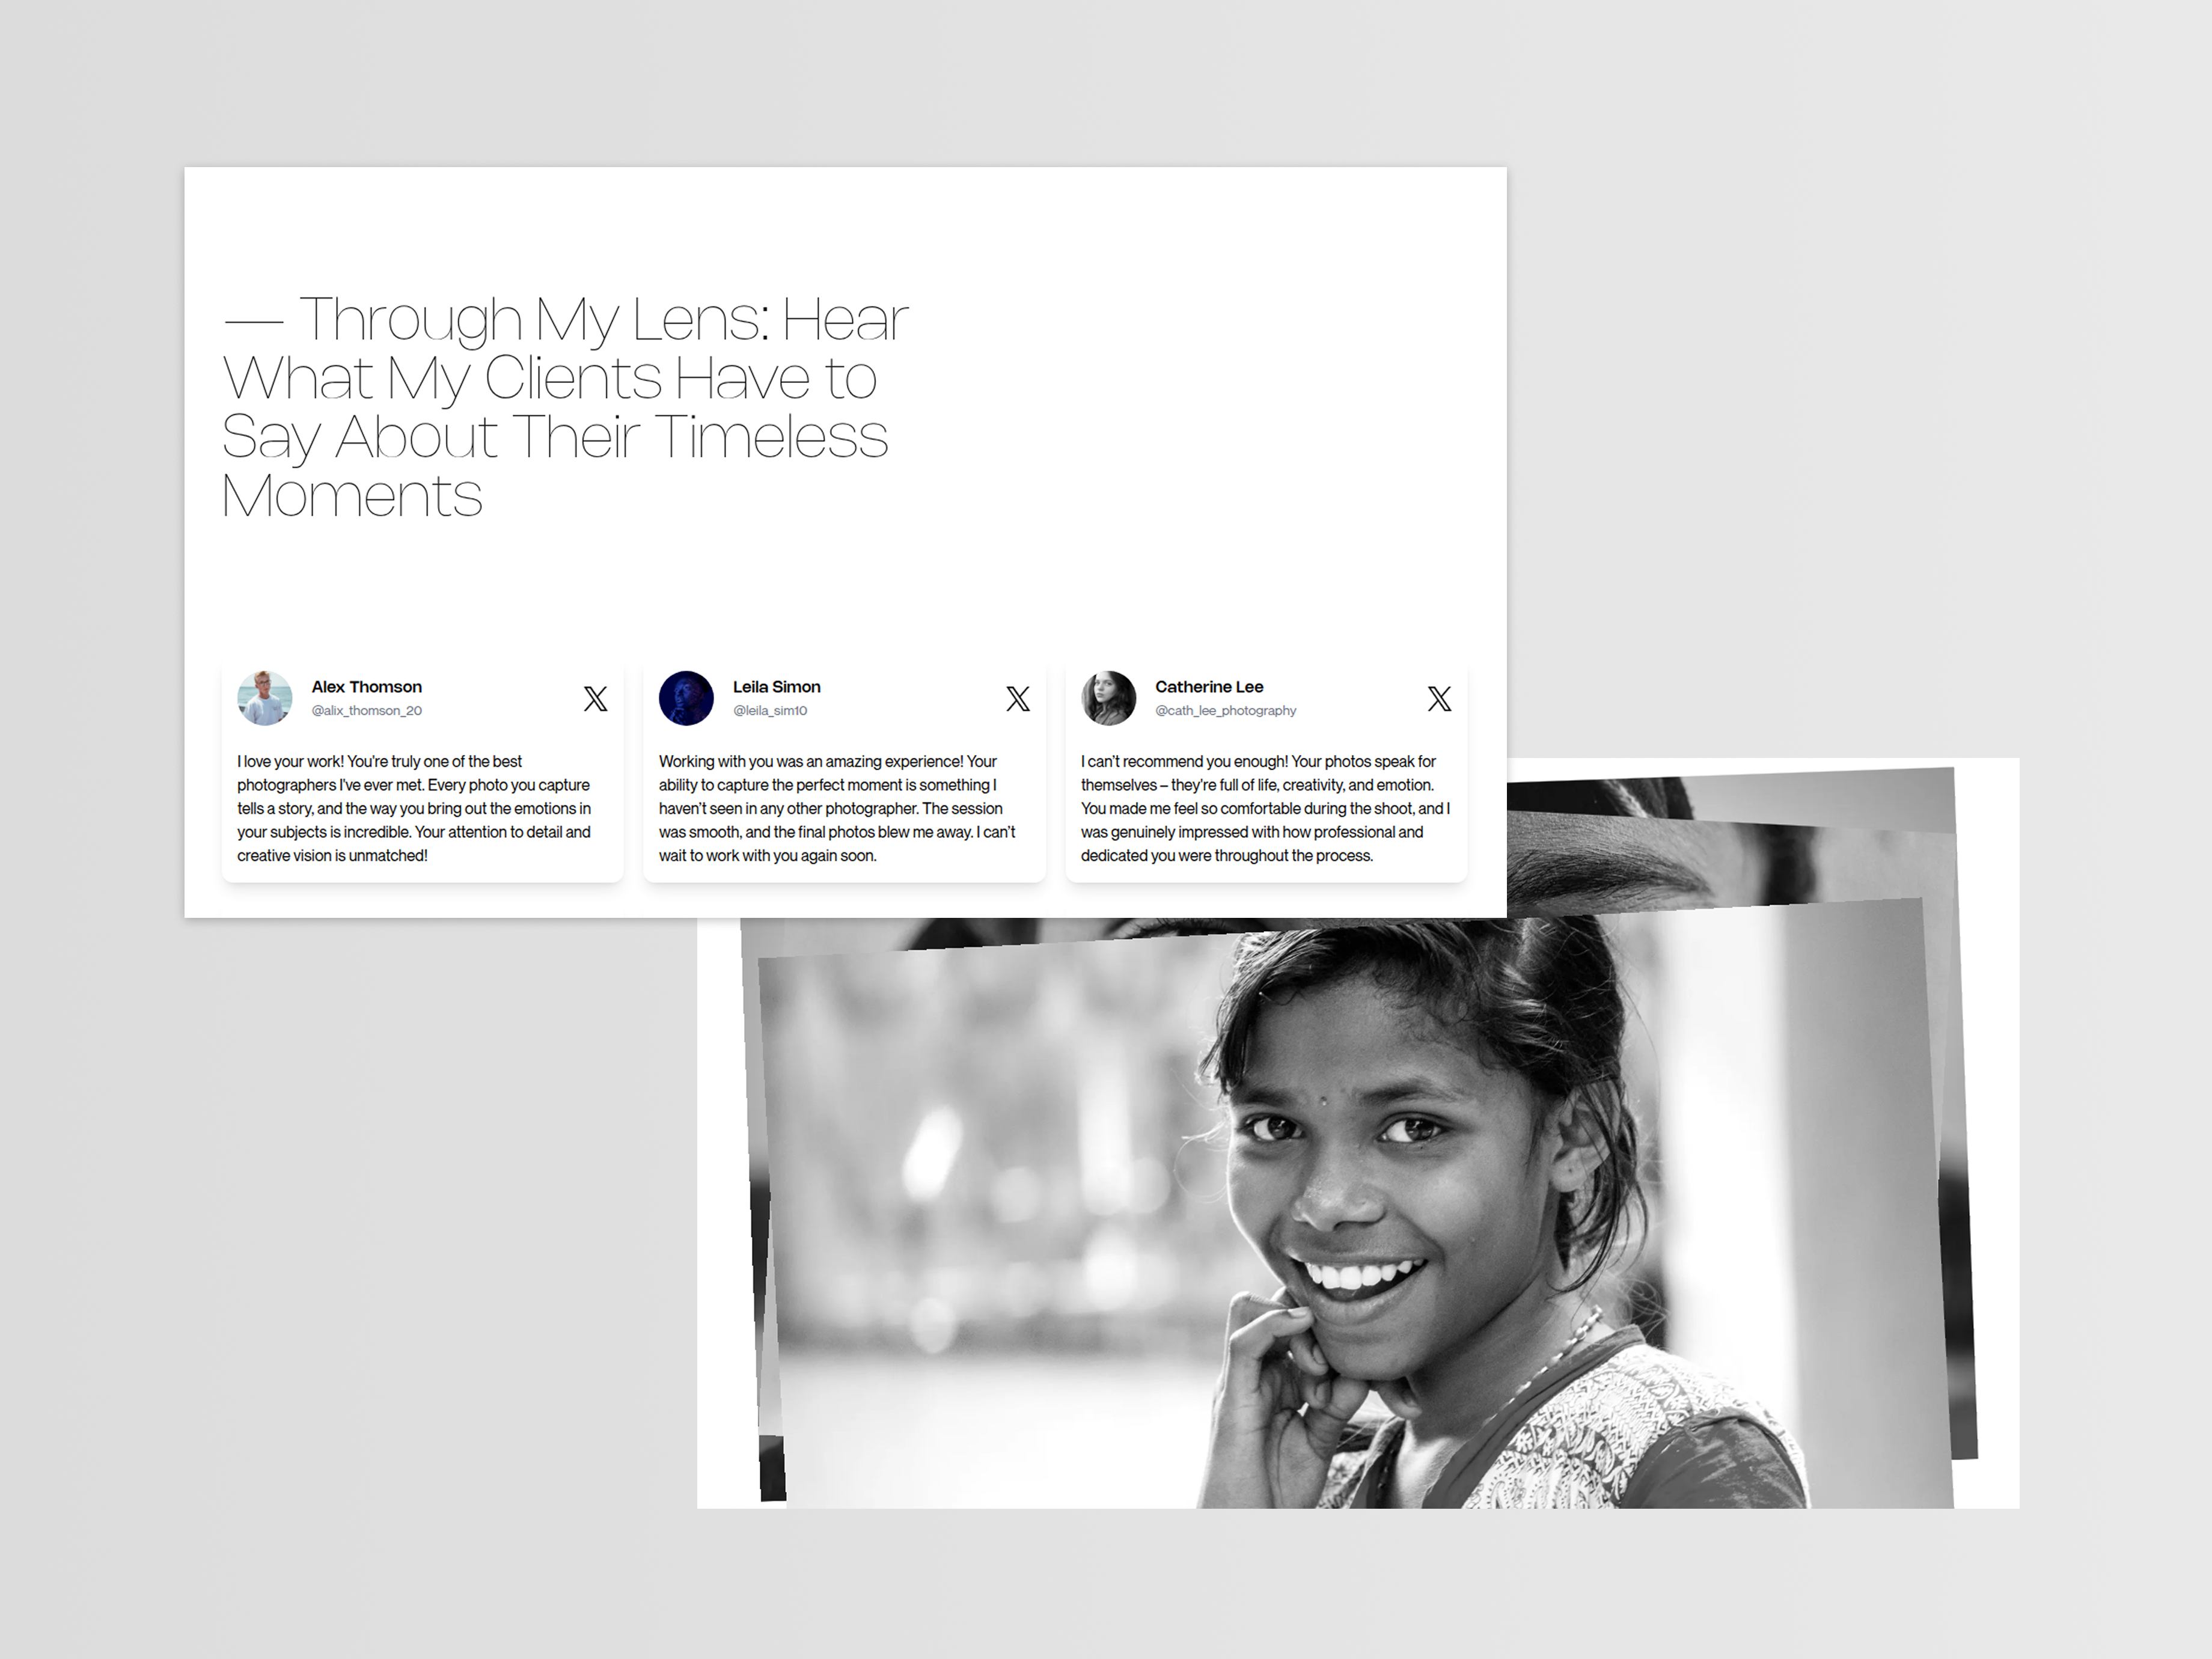 — Through My Lens: Hear
What My Clients Have to
Say About Their Timeless
Moments
Alex Thomson
@alix_thomson_20
I love your work! You're truly one of the best
photographers I've ever met. Every photo you capture
tells a story, and the way you bring out the emotions in
your subjects is incredible. Your attention to detail and
creative vision is unmatched!
Leila Simon
@leila_sim10
Working with you was an amazing experience! Your
ability to capture the perfect moment is something I
haven't seen in any other photographer. The session
was smooth, and the final photos blew me away. I can't
wait to work with you again soon.
Catherine Lee
@cath_lee_photography
I can't recommend you enough! Your photos speak for
themselves – they're full of life, creativity, and emotion.
You made me feel so comfortable during the shoot, and I
was genuinely impressed with how professional and
dedicated you were throughout the process.